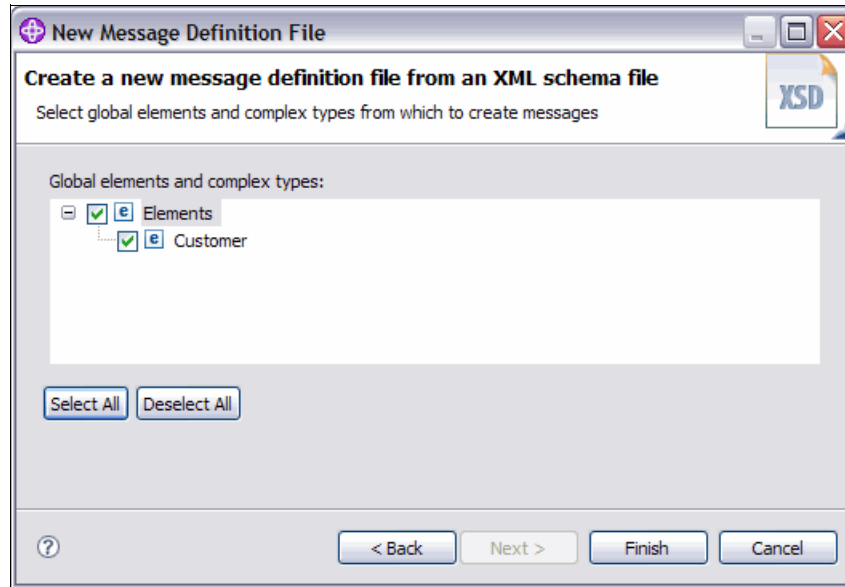 New Message Definition File
Create a new message definition file from an XML schema file
Select global elements and complex types from which to create messages
XSD
Global elements and complex types:
e Elements
e Customer
Select All Deselect All
? < Back Next > Finish Cancel